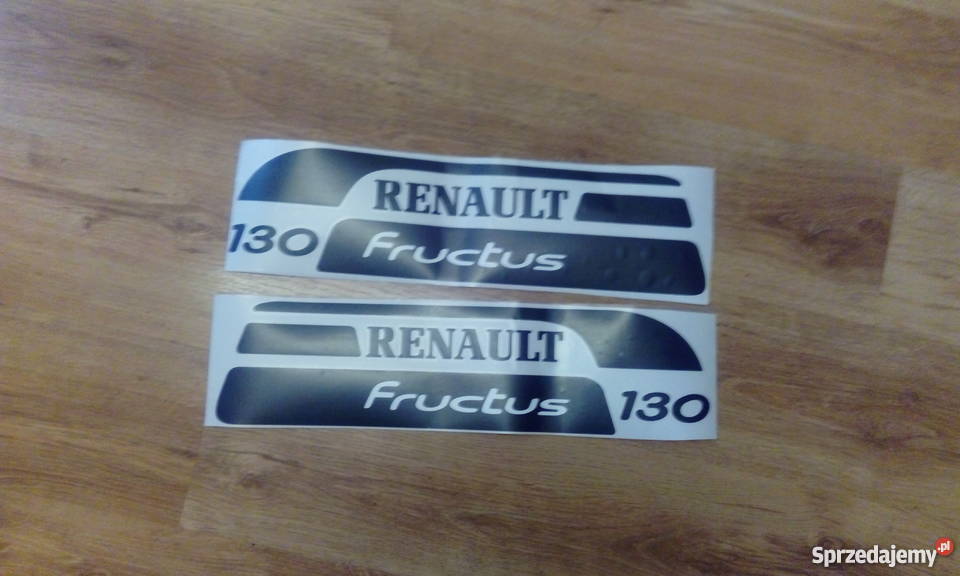 RENAULT
130 fructus
RENAULT
fructus 130
Sprzedajemy.pl